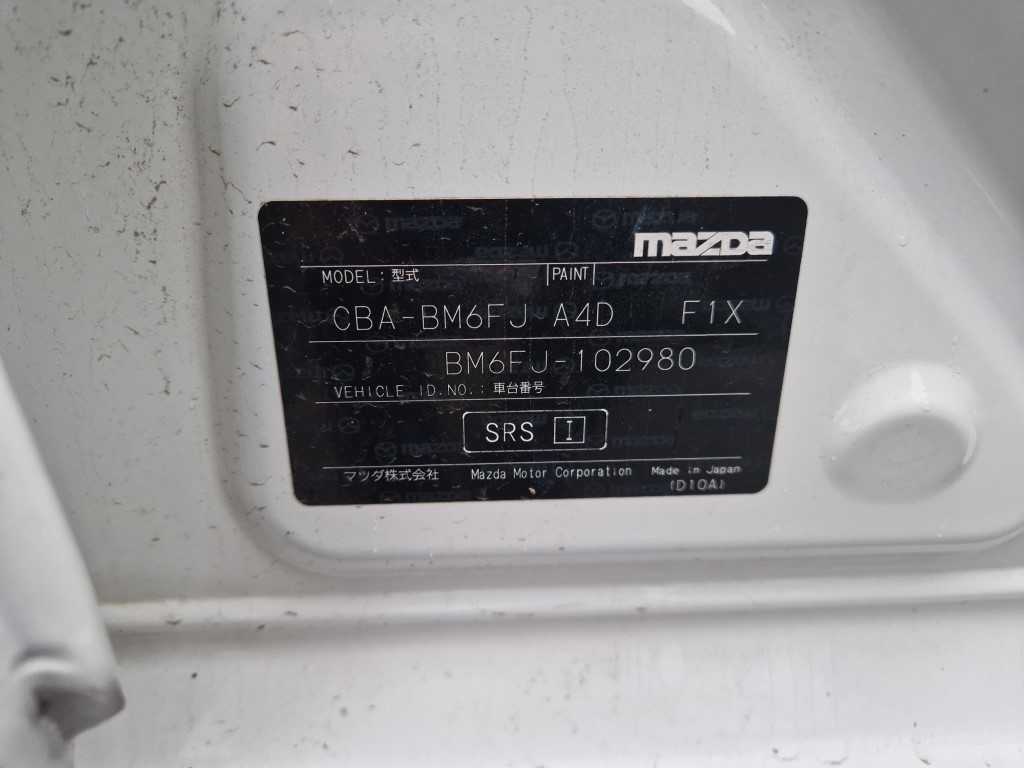 mazda
MODEL：型式 PAINT
CBA-BM6FJ A4D F1X
BM6FJ-102980
VEHICLE ID.NO.：車台番号
SRS I
マツダ株式会社 Mazda Motor Corporation Made in Japan
(D10A)